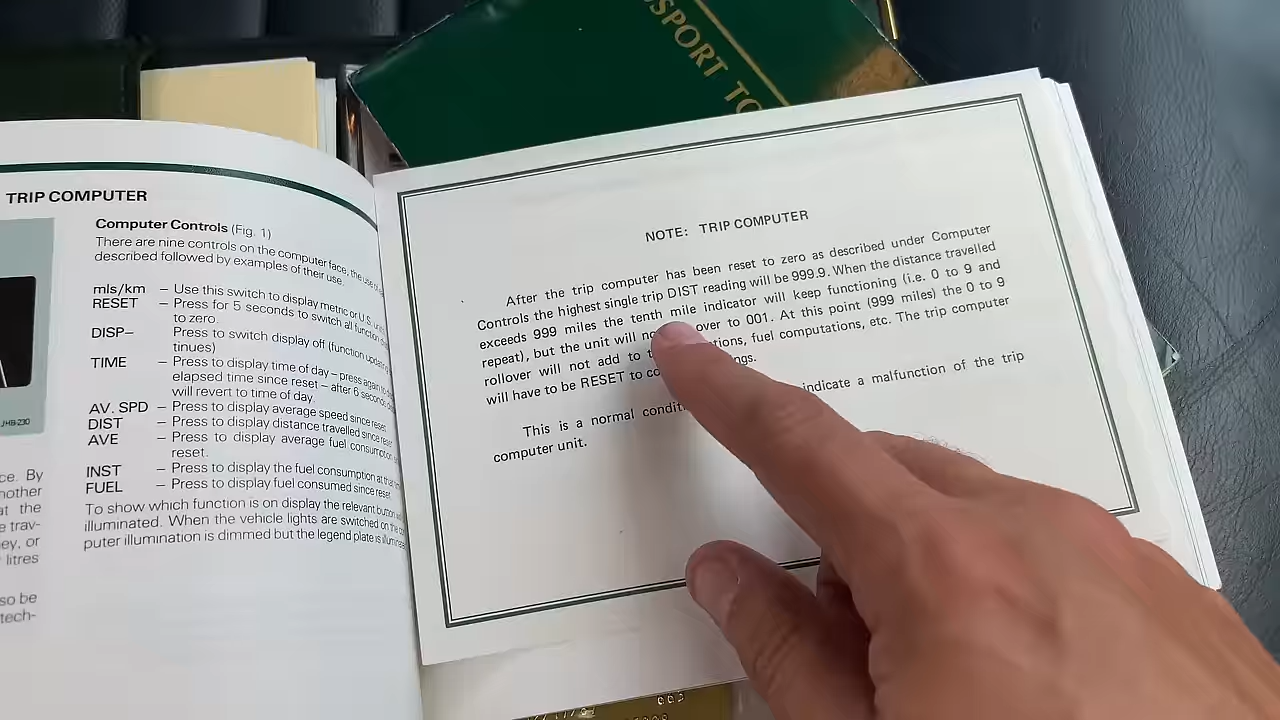 SSPORT TO
TRIP COMPUTER
JHB-230
ce. By
nother
at the
e trav-
ey, or
litres
so be
tech-
Computer Controls (Fig. 1)
There are nine controls on the computer face, the use
described followed by examples of their use.
mls/km – Use this switch to display metric or U.S.
RESET – Press for 5 seconds to switch all function
to zero.
DISP– Press to switch display off (function
tinues)
TIME – Press to display time of day – press again
elapsed time since reset – after 6 second
will revert to time of day.
AV. SPD – Press to display average speed since reset.
DIST – Press to display distance travelled since
AVE – Press to display average fuel
reset.
INST – Press to display the fuel consumption at
FUEL – Press to display fuel consumed since reset.
To show which function is on display the relevant button
illuminated. When the vehicle lights are switched on the
puter illumination is dimmed but the legend plate is
NOTE: TRIP COMPUTER
After the trip computer has been reset to zero as described under Computer
Controls the highest single trip DIST reading will be 999.9. When the distance travelled
exceeds 999 miles the tenth mile indicator will keep functioning (i.e. 0 to 9 and
repeat), but the unit will over to 001. At this point (999 miles) the 0 to 9
rollover will not add to fuel computations, etc. The trip computer
will have to be RESET to
This is a normal indicate a malfunction of the trip
computer unit.
003